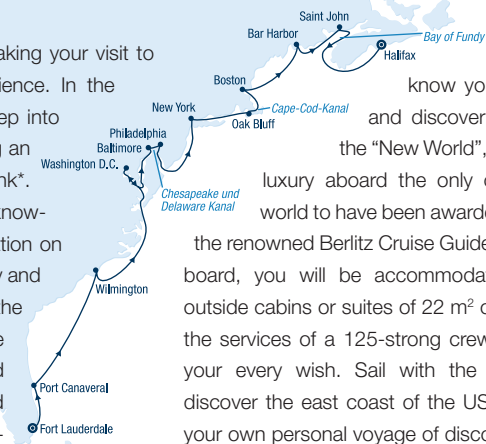 aking your visit to
ience. In the
ep into
g an
nk*.
know-
tion on
y and
the
e
d
d
-
Saint John
Bar Harbor
Bay of Fundy
Halifax
Boston
New York
Cape-Cod-Kanal
Oak Bluff
Philadelphia
Baltimore
Washington D.C.
Chesapeake und
Delaware Kanal
Wilmington
Port Canaveral
Fort Lauderdale
know yo
and discover
the “New World”,
luxury aboard the only c
world to have been awarde
the renowned Berlitz Cruise Guide
board, you will be accommoda
outside cabins or suites of 22 m² o
the services of a 125-strong crew
your every wish. Sail with the
discover the east coast of the US
your own personal voyage of disco